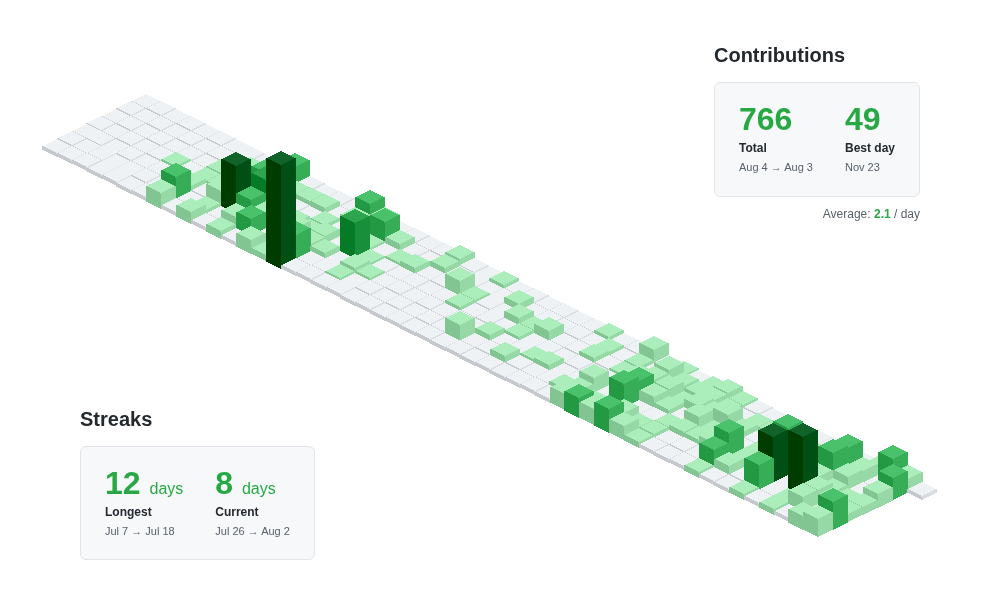 Contributions
766 49
Total Best day
Aug 4 → Aug 3 Nov 23
Average: 2.1 / day
Streaks
12 days 8 days
Longest Current
Jul 7 → Jul 18 Jul 26 → Aug 2